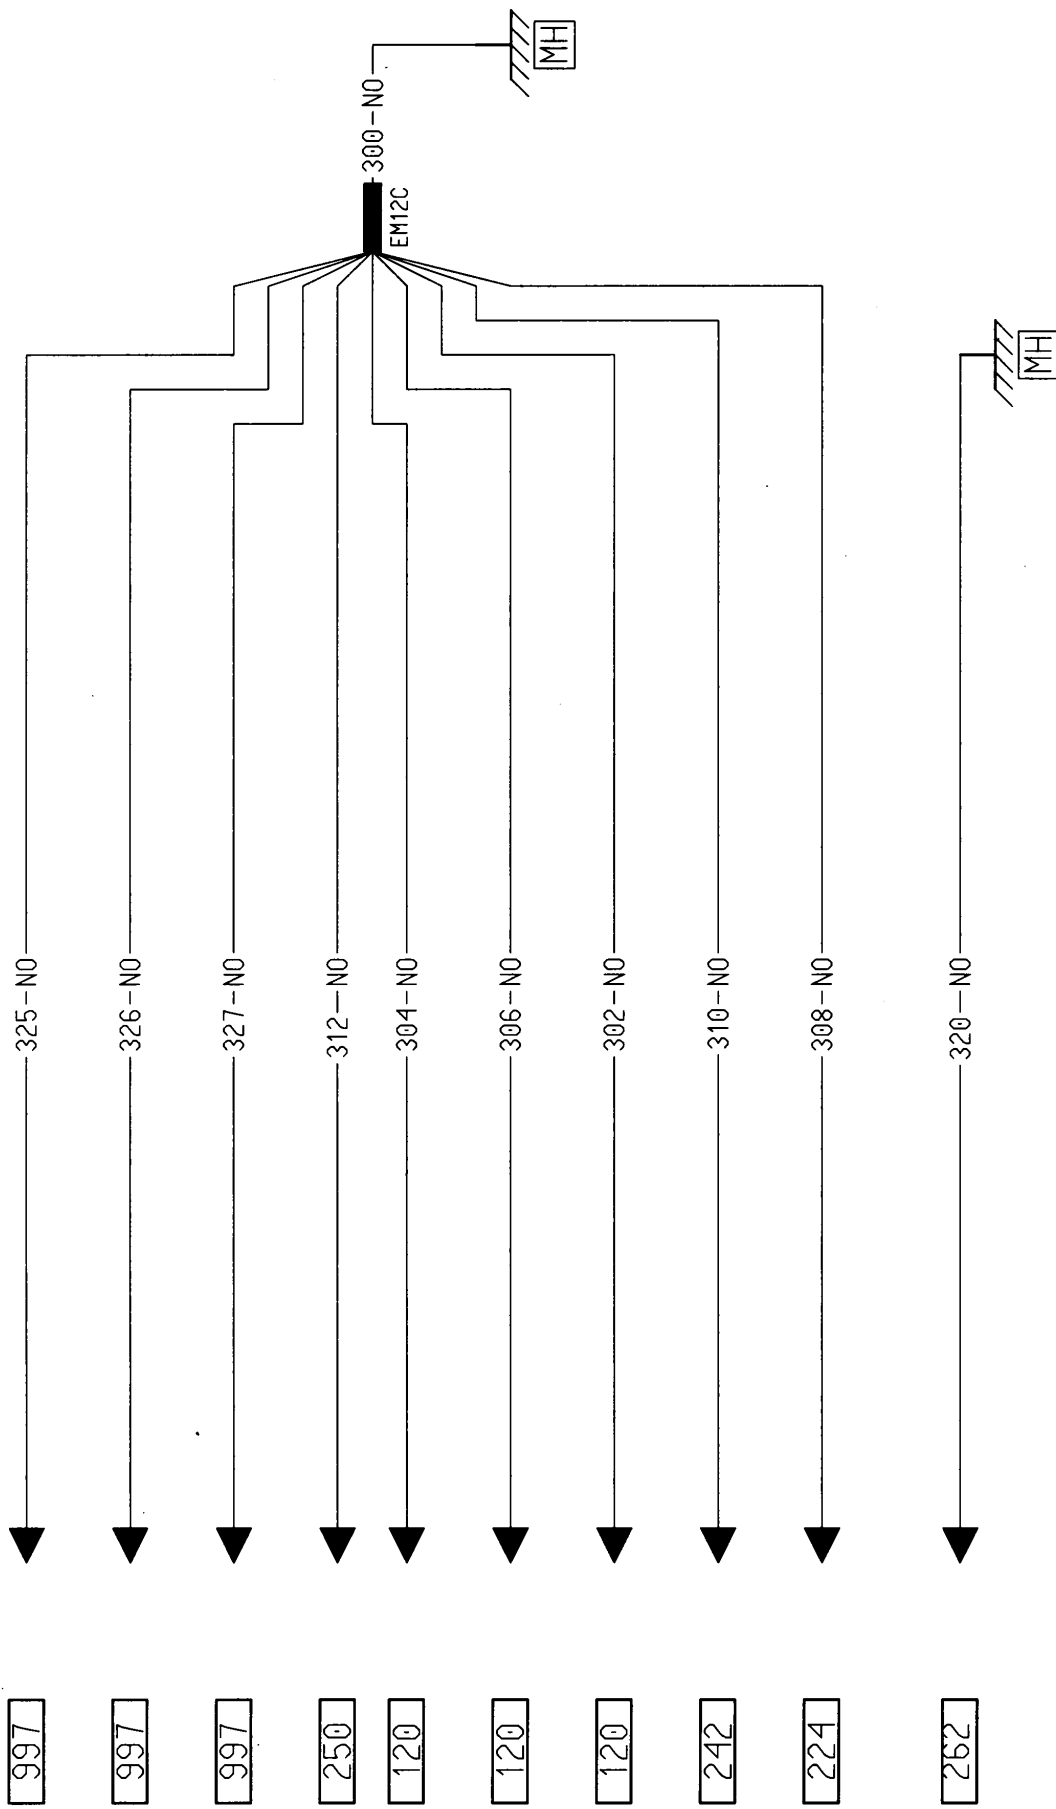 MH
300-NO
EM12C
MH
325-NO
326-NO
327-NO
312-NO
304-NO
306-NO
302-NO
310-NO
308-NO
320-NO
997
997
997
250
120
120
120
242
224
262